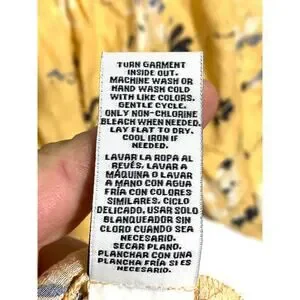 TURN GARMENT
INSIDE OUT.
MACHINE WASH OR
HAND WASH COLD
WITH LIKE COLORS.
GENTLE CYCLE.
ONLY NON-CHLORINE
BLEACH WHEN NEEDED.
LAY FLAT TO DRY.
COOL IRON IF
NEEDED.
LAVAR LA ROPA AL
REVÉS. LAVAR A
MÁQUINA O LAVAR
A MANO CON AGUA
FRÍA CON COLORES
SIMILARES. CICLO
DELICADO. USAR SOLO
BLANQUEADOR SIN
CLORO CUANDO SEA
NECESARIO.
SECAR PLANO.
PLANCHAR CON UNA
PLANCHA FRÍA SI ES
NECESARIO.